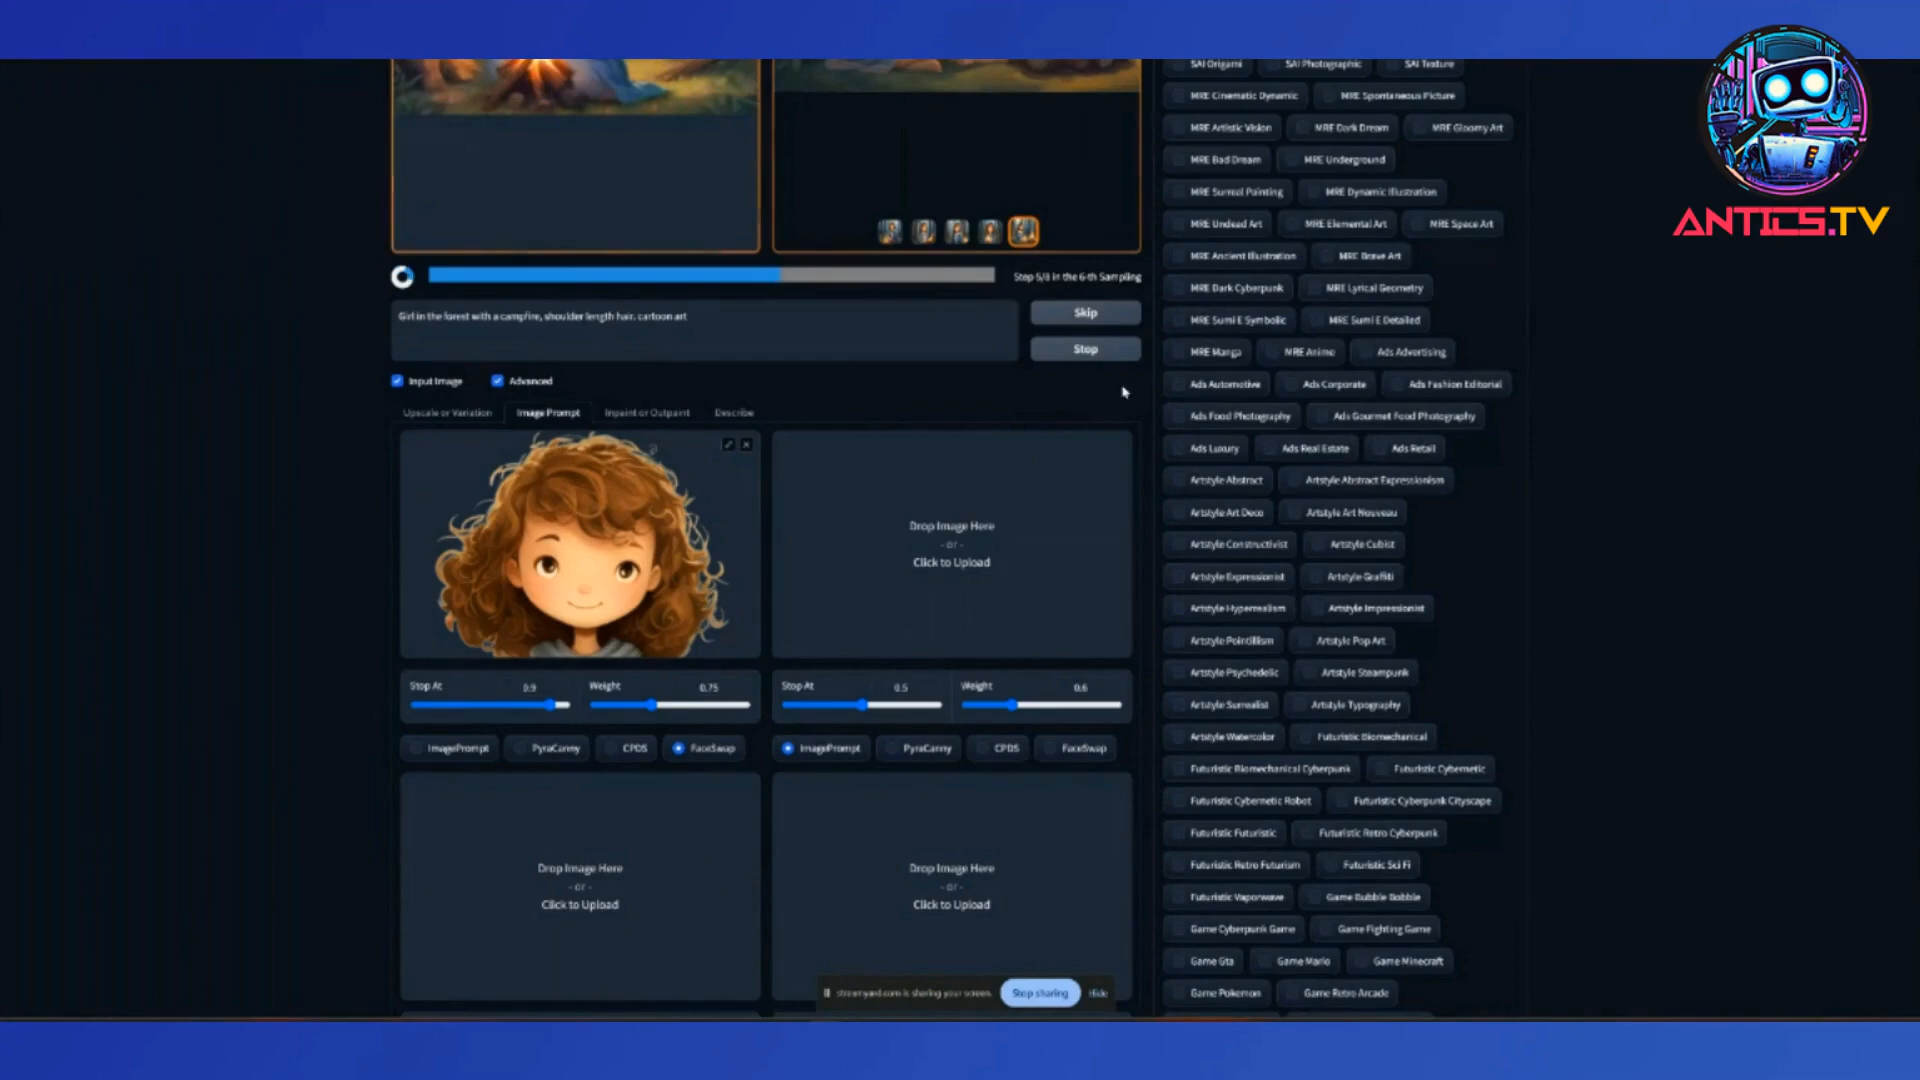 ANTICS.TV
Step 5/8 in the 6-th Sampling
Girl in the forest with a campfire, shoulder length hair. cartoon art
Skip
Stop
Input Image
Advanced
Upscale or Variation
Image Prompt
Inpaint or Outpaint
Describe
Drop Image Here
- or -
Click to Upload
Stop At
0.9
Weight
0.75
Stop At
0.5
Weight
0.6
ImagePrompt
PyraCanny
CPDS
FaceSwap
ImagePrompt
PyraCanny
CPDS
FaceSwap
Drop Image Here
- or -
Click to Upload
Drop Image Here
- or -
Click to Upload
streamyard.com is sharing your screen.
Stop sharing
Hide
SAI Origami SAI Photographic SAI Texture
MRE Cinematic Dynamic MRE Spontaneous Picture
MRE Artistic Vision MRE Dark Dream MRE Gloomy Art
MRE Bad Dream MRE Underground
MRE Surreal Painting MRE Dynamic Illustration
MRE Undead Art MRE Elemental Art MRE Space Art
MRE Ancient Illustration MRE Brave Art
MRE Dark Cyberpunk MRE Lyrical Geometry
MRE Sumi E Symbolic MRE Sumi E Detailed
MRE Manga MRE Anime Ads Advertising
Ads Automotive Ads Corporate Ads Fashion Editorial
Ads Food Photography Ads Gourmet Food Photography
Ads Luxury Ads Real Estate Ads Retail
Artstyle Abstract Artstyle Abstract Expressionism
Artstyle Art Deco Artstyle Art Nouveau
Artstyle Constructivist Artstyle Cubist
Artstyle Expressionist Artstyle Graffiti
Artstyle Hyperrealism Artstyle Impressionist
Artstyle Pointillism Artstyle Pop Art
Artstyle Psychedelic Artstyle Steampunk
Artstyle Surrealist Artstyle Typography
Artstyle Watercolor Futuristic Biomechanical
Futuristic Biomechanical Cyberpunk Futuristic Cybernetic
Futuristic Cybernetic Robot Futuristic Cyberpunk Cityscape
Futuristic Futuristic Futuristic Retro Cyberpunk
Futuristic Retro Futurism Futuristic Sci Fi
Futuristic Vaporwave Game Bubble Bobble
Game Cyberpunk Game Game Fighting Game
Game Gta Game Mario Game Minecraft
Game Pokemon Game Retro Arcade